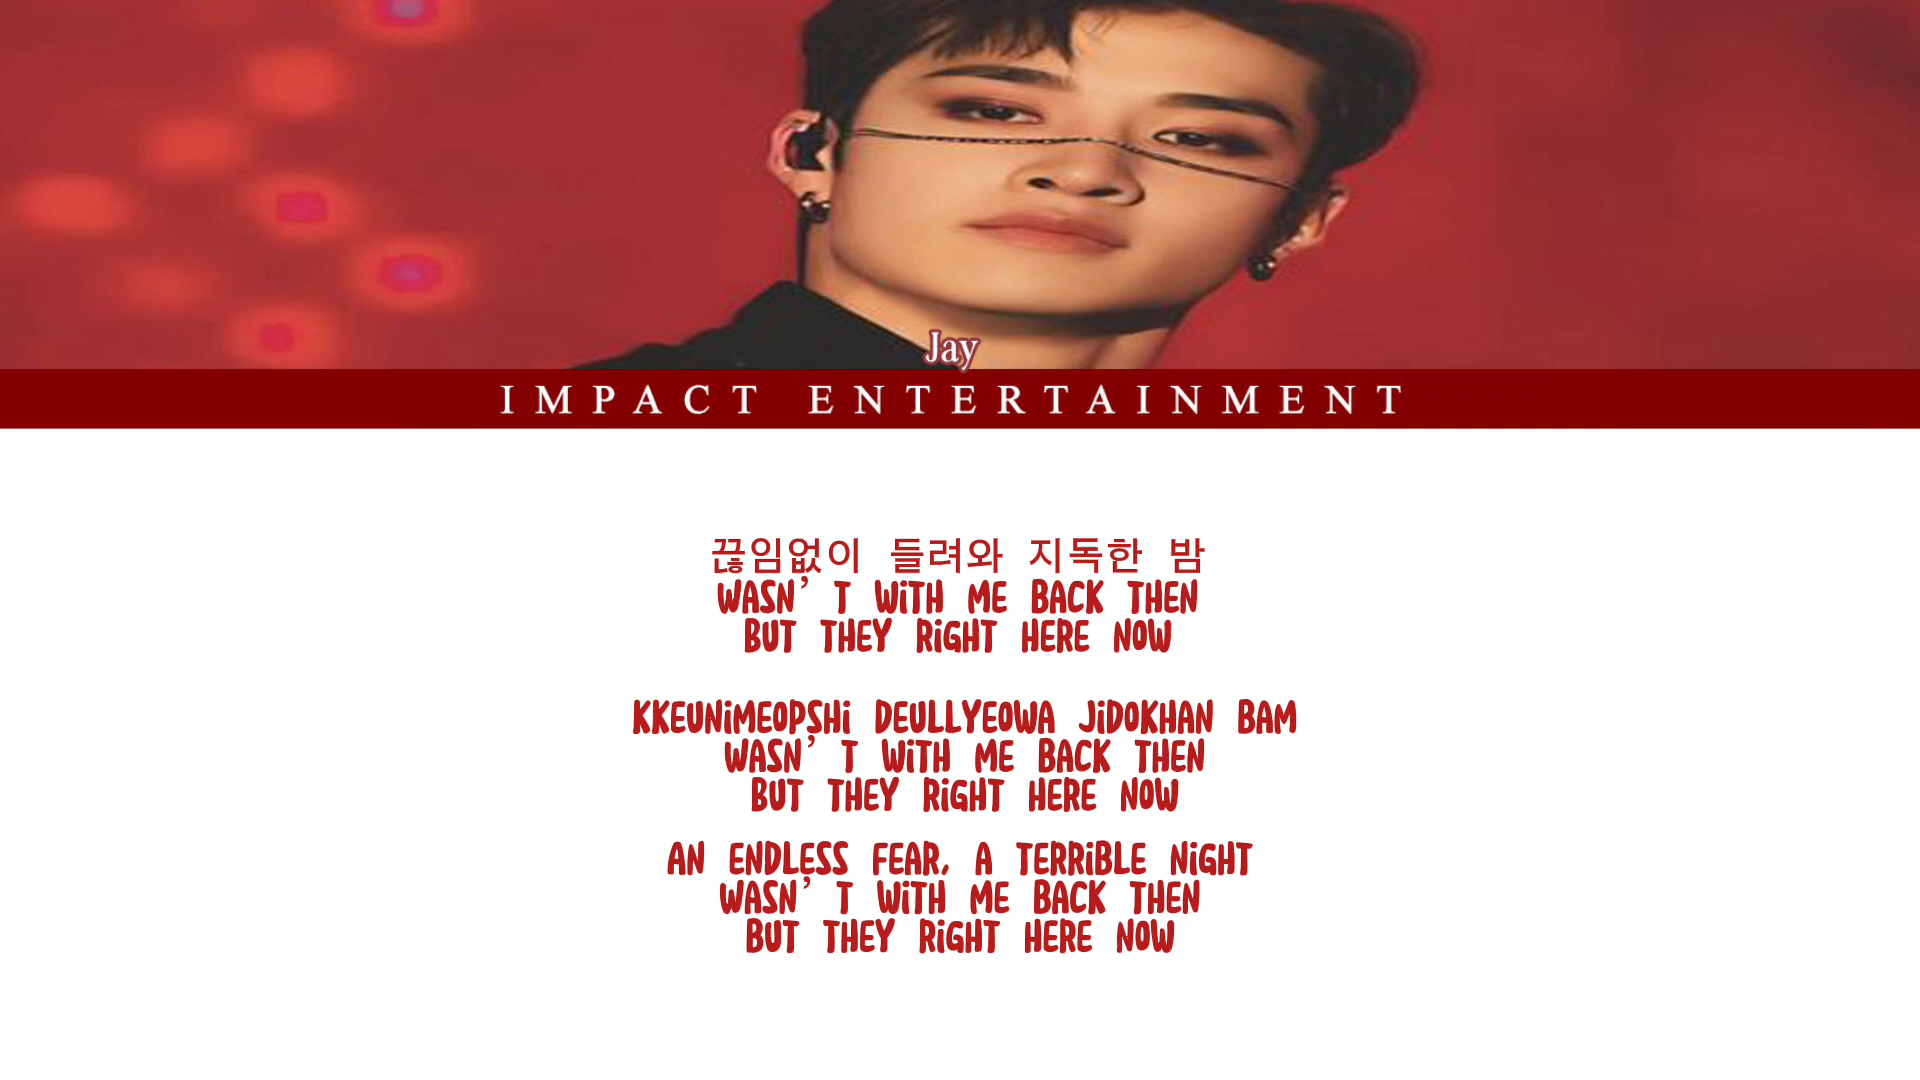 Jay
IMPACT ENTERTAINMENT
끊임없이 들려와 지독한 밤
WASN'T WiTH ME BACK THEN
BUT THEY RiGHT HERE NOW
KKEUNiMEOPSHi DEULLYEOWA JiDOKHAN BAM
WASN'T WiTH ME BACK THEN
BUT THEY RiGHT HERE NOW
AN ENDLESS FEAR, A TERRiBLE NiGHT
WASN'T WiTH ME BACK THEN
BUT THEY RiGHT HERE NOW